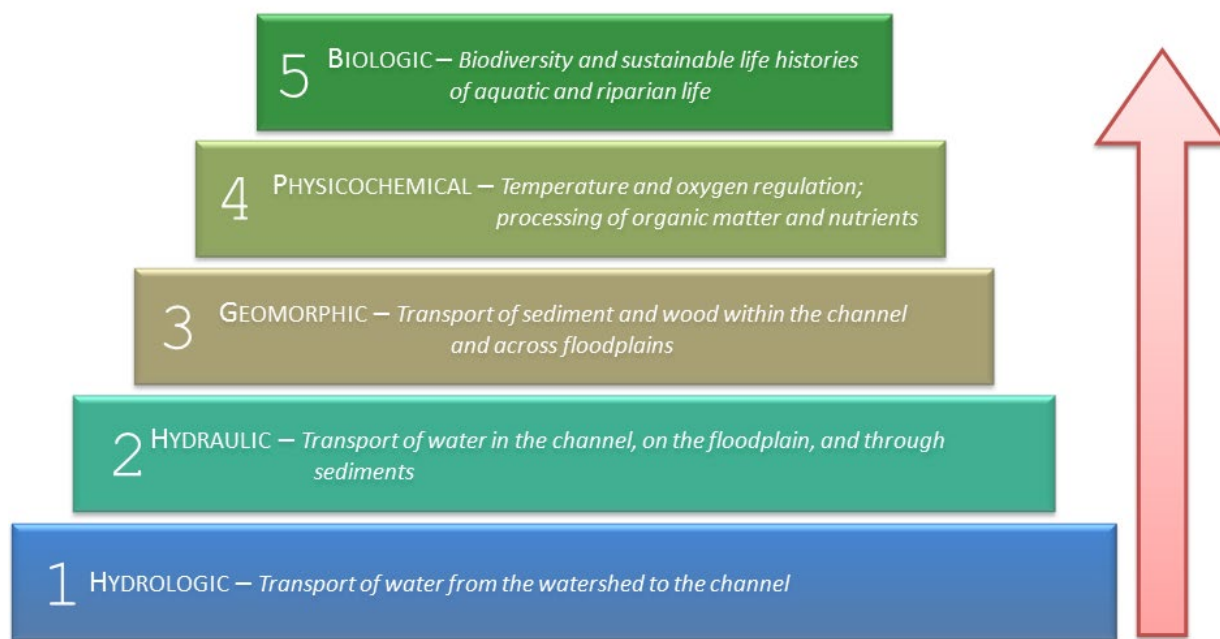 5 BIOLOGIC – Biodiversity and sustainable life histories
of aquatic and riparian life
4 PHYSICOCHEMICAL – Temperature and oxygen regulation;
processing of organic matter and nutrients
3 GEOMORPHIC – Transport of sediment and wood within the channel
and across floodplains
2 HYDRAULIC – Transport of water in the channel, on the floodplain, and through
sediments
1 HYDROLOGIC – Transport of water from the watershed to the channel